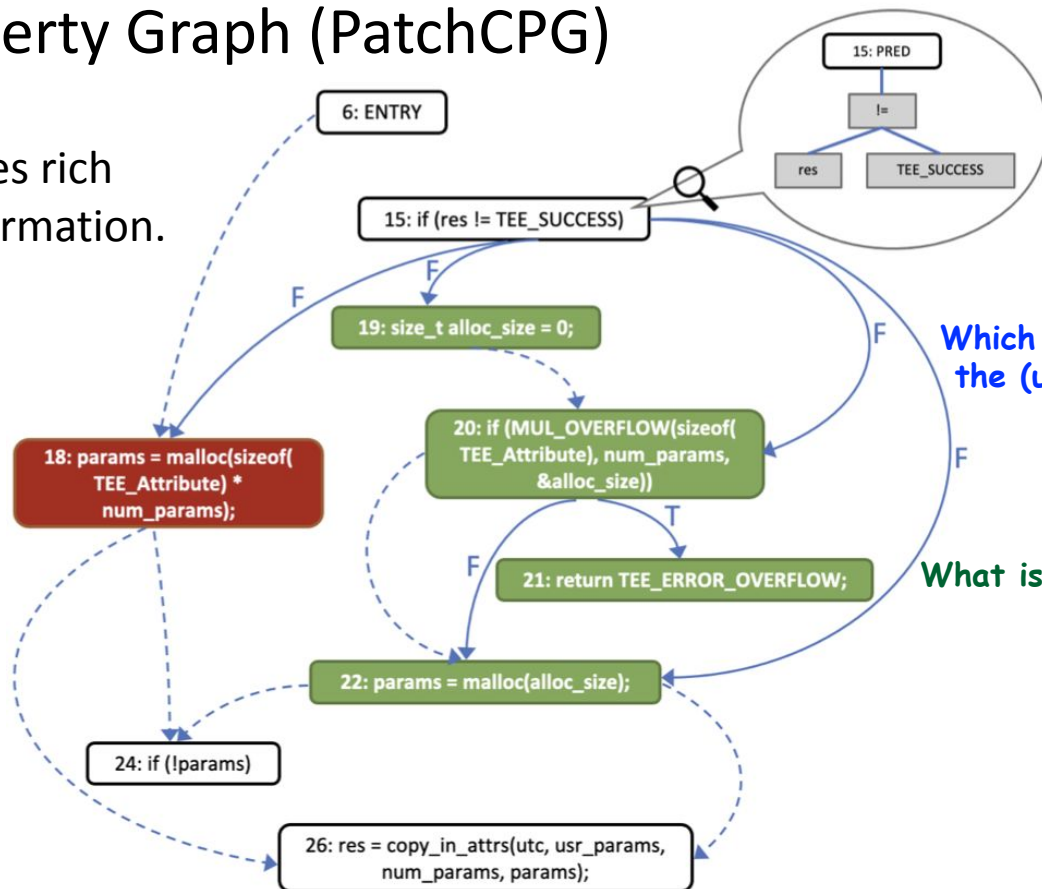 erty Graph (PatchCPG)
es rich
ormation.
6: ENTRY
15: PRED
!=
res
TEE_SUCCESS
15: if (res != TEE_SUCCESS)
F
F
F
F
19: size_t alloc_size = 0;
Which
the (u
18: params = malloc(sizeof(
TEE_Attribute) *
num_params);
20: if (MUL_OVERFLOW(sizeof(
TEE_Attribute), num_params,
&alloc_size))
F
T
21: return TEE_ERROR_OVERFLOW;
What is
22: params = malloc(alloc_size);
24: if (!params)
26: res = copy_in_attrs(utc, usr_params,
num_params, params);